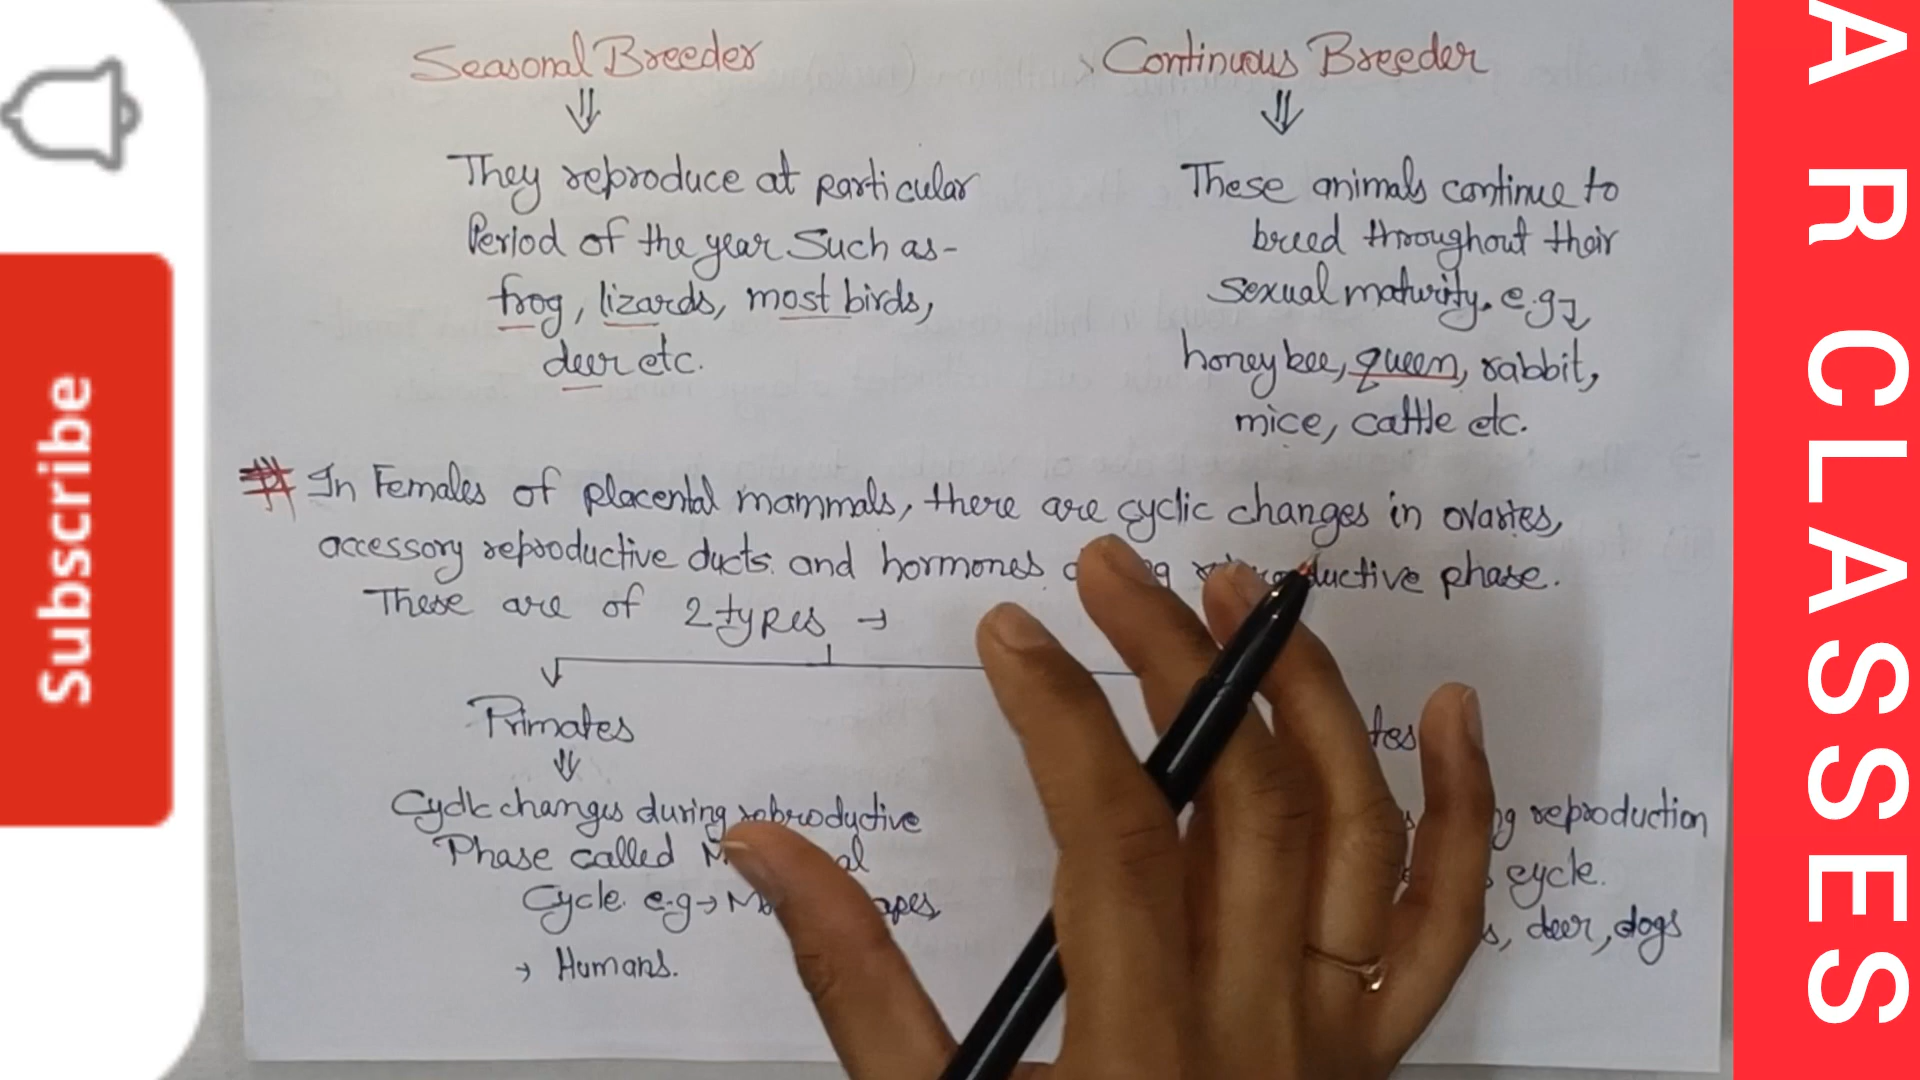 Seasonal Breeder
They reproduce at particular
Period of the year Such as-
frog, lizards, most birds,
deer etc.
Continuous Breeder
These animals continue to
breed throughout their
sexual maturity. e.g
honey bee, queen, rabbit,
mice, cattle etc.
# In Females of placental mammals, there are cyclic changes in ovaries,
accessory reproductive ducts and hormones phase.
These are of 2 types →
Primates
Cyclic changes during reproductive
Phase called
Cycle e.g → apes
→ Humans.
reproduction
cycle.
deer, dogs
Subscribe
A R CLASSES